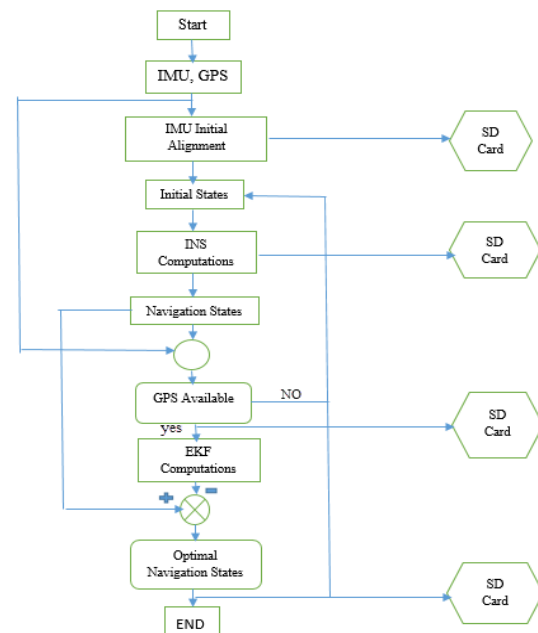 Start
IMU, GPS
IMU Initial
Alignment
SD
Card
Initial States
INS
Computations
SD
Card
Navigation States
GPS Available
NO
SD
Card
yes
EKF
Computations
+
-
Optimal
Navigation States
SD
Card
END